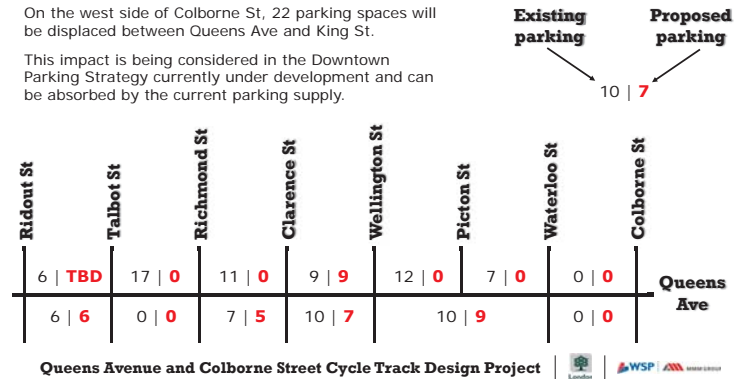 On the west side of Colborne St, 22 parking spaces will
be displaced between Queens Ave and King St.
This impact is being considered in the Downtown
Parking Strategy currently under development and can
be absorbed by the current parking supply.
Existing
parking
Proposed
parking
10 | 7
Ridout St
Talbot St
Richmond St
Clarence St
Wellington St
Picton St
Waterloo St
Colborne St
6 | TBD
17 | 0
11 | 0
9 | 9
12 | 0
7 | 0
0 | 0
Queens
Ave
6 | 6
0 | 0
7 | 5
10 | 7
10 | 9
0 | 0
Queens Avenue and Colborne Street Cycle Track Design Project
London
WSP
MMM GROUP